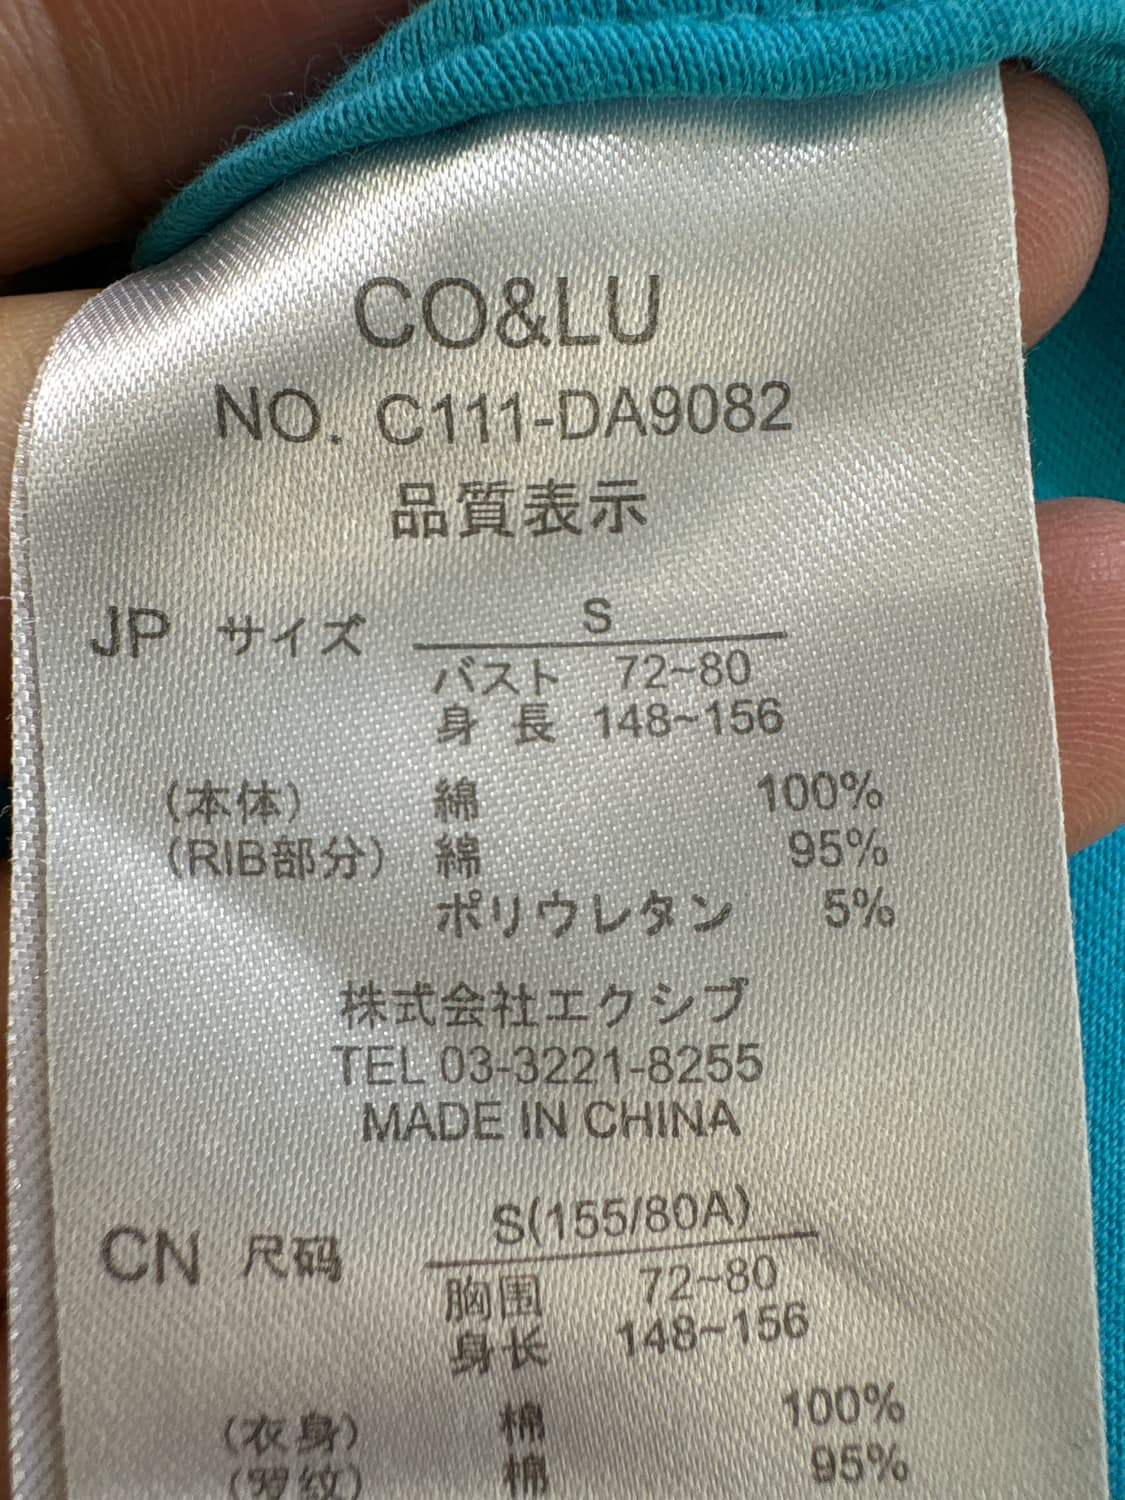 CO&LU
NO. C111-DA9082
品質表示
JP サイズ S
バスト 72~80
身長 148~156
(本体) 綿 100%
(RIB部分) 綿 95%
ポリウレタン 5%
株式会社エクシブ
TEL 03-3221-8255
MADE IN CHINA
CN 尺码 S(155/80A)
胸围 72~80
身长 148~156
(衣身) 棉 100%
(罗纹) 棉 95%